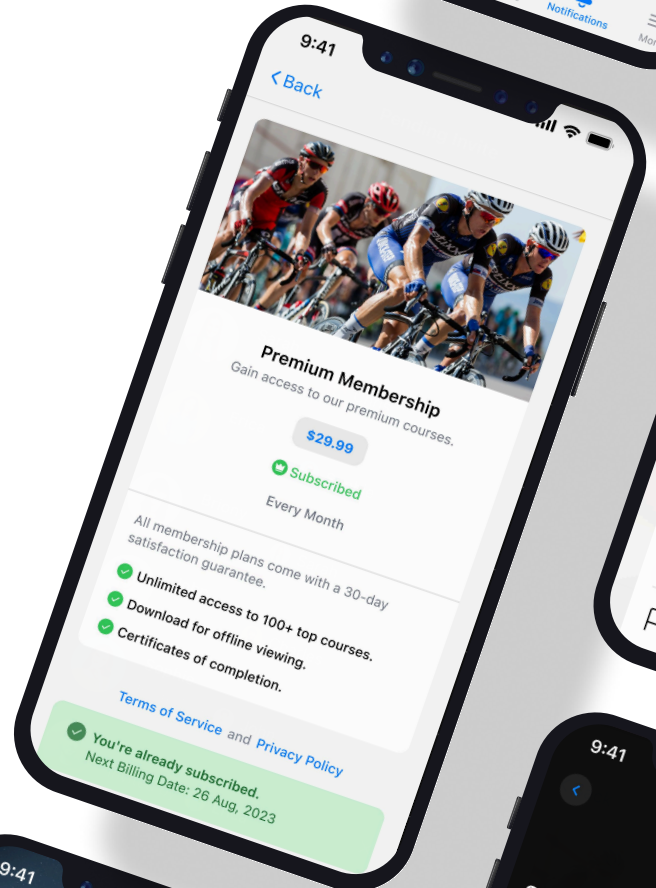 Notifications
9:41
Back
Premium Membership
Gain access to our premium courses.
$29.99
Subscribed
Every Month
All membership plans come with a 30-day
satisfaction guarantee.
Unlimited access to 100+ top courses.
Download for offline viewing.
Certificates of completion.
Terms of Service and Privacy Policy
You're already subscribed.
Next Billing Date: 26 Aug, 2023
9:41
9:41